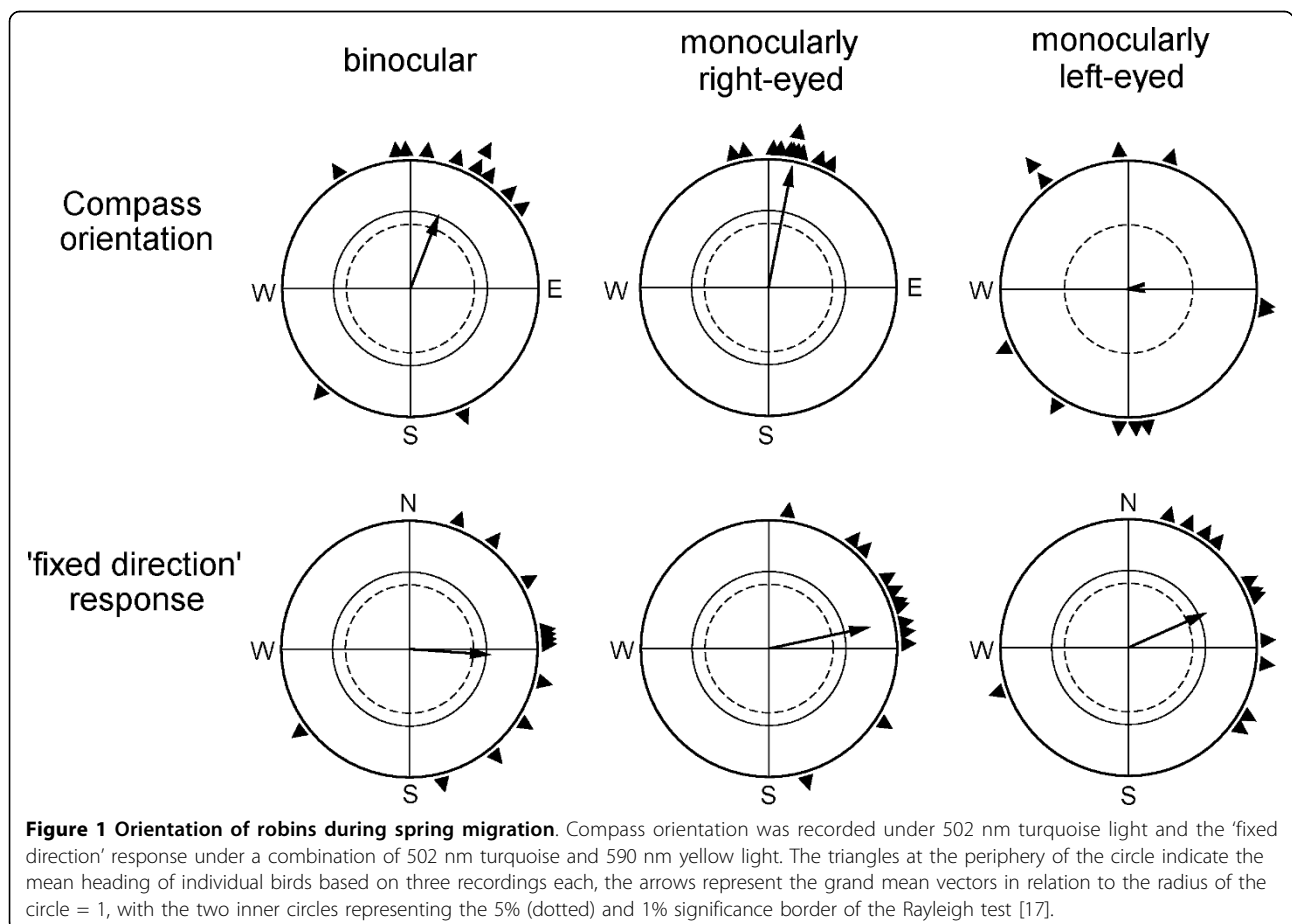 binocular
monocularly
right-eyed
monocularly
left-eyed
Compass
orientation
W
E
S
W
E
S
W
S
'fixed direction'
response
N
W
S
W
S
N
W
S
Figure 1 Orientation of robins during spring migration. Compass orientation was recorded under 502 nm turquoise light and the ‘fixed
direction’ response under a combination of 502 nm turquoise and 590 nm yellow light. The triangles at the periphery of the circle indicate the
mean heading of individual birds based on three recordings each, the arrows represent the grand mean vectors in relation to the radius of the
circle = 1, with the two inner circles representing the 5% (dotted) and 1% significance border of the Rayleigh test [17].